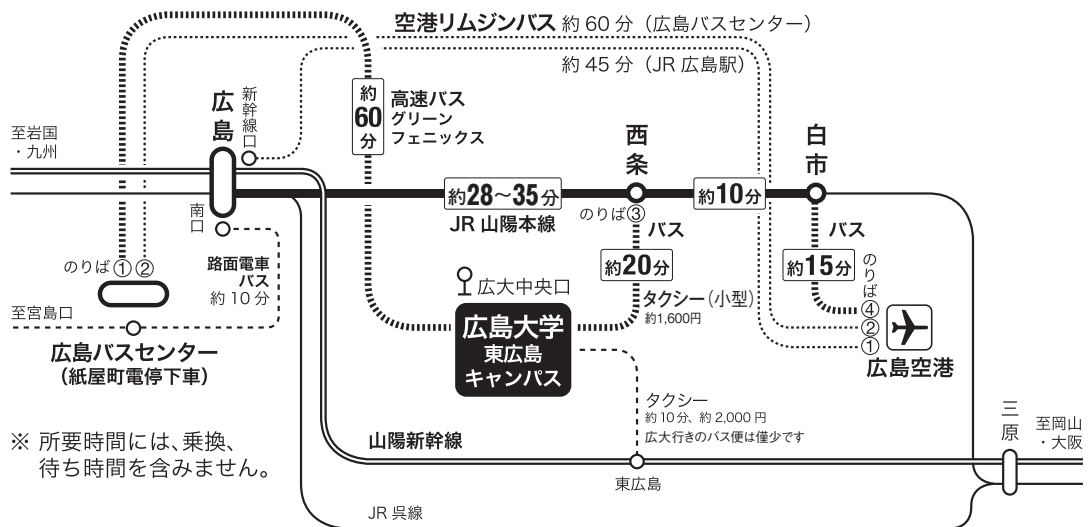 空港リムジンバス 約60分（広島バスセンター）
約45分（JR広島駅）
約
60
分
高速バス
グリーン
フェニックス
広島
新幹線口
至岩国
・九州
西条
白市
約28〜35分
約10分
JR山陽本線
のりば③
バス
バス
南口
のりば①②
路面電車
バス
約10分
約20分
約15分
のりば
④
②
①
広島空港
至宮島口
広大中央口
タクシー（小型）
約1,600円
広島大学
東広島
キャンパス
広島バスセンター
（紙屋町電停下車）
タクシー
約10分、約2,000円
広大行きのバス便は僅少です
※ 所要時間には、乗換、
待ち時間を含みません。
山陽新幹線
三原
至岡山
・大阪
東広島
JR呉線